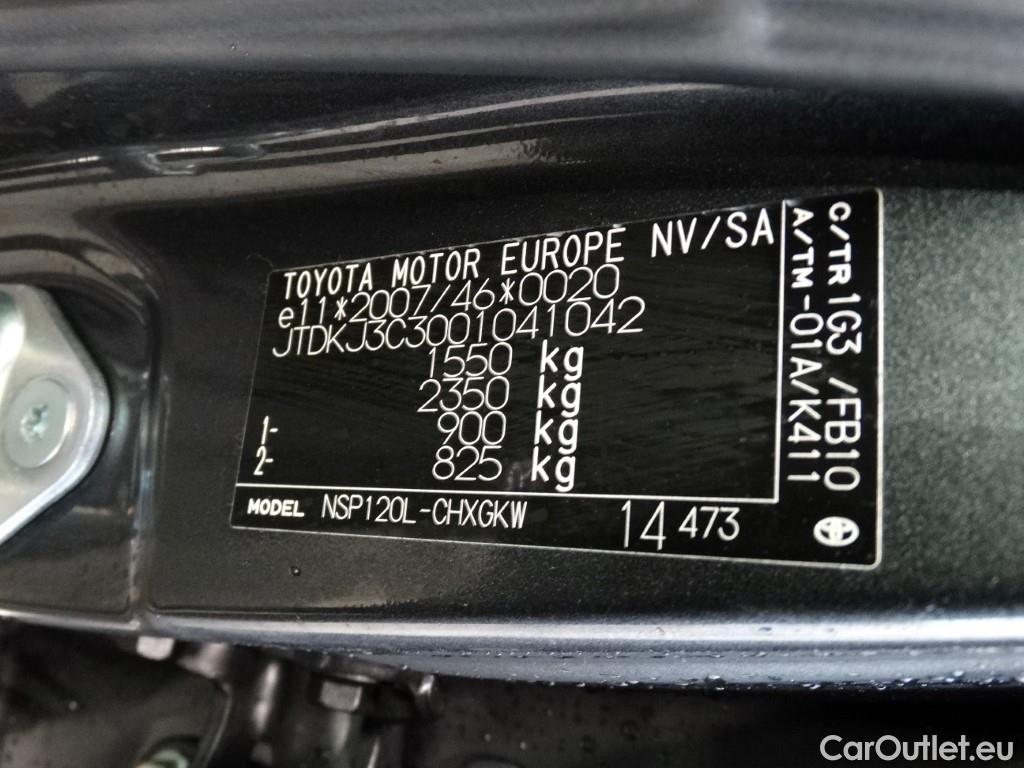 TOYOTA MOTOR EUROPE NV/SA
e11*2007/46*0020
JTDKJ3C3001041042
1550 kg
2350 kg
1- 900 kg
2- 825 kg
MODEL NSP120L-CHXGKW 14 473
C/TR 1G3 /FB10
A/TM-01A/K411
CarOutlet.eu